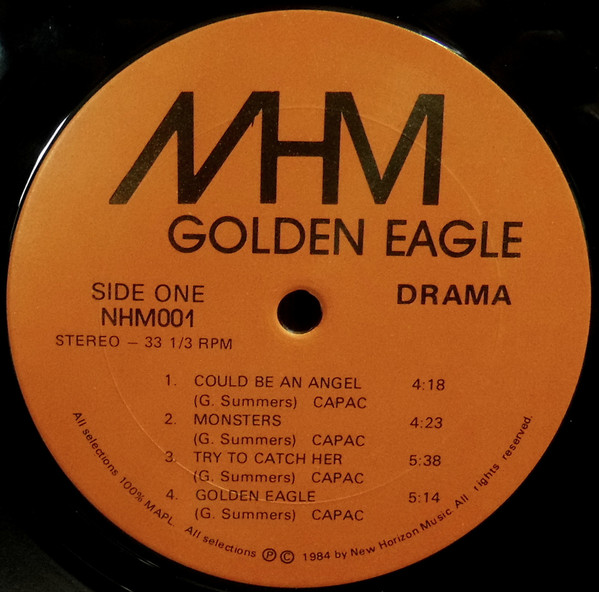 NHM
GOLDEN EAGLE
SIDE ONE
NHM001
STEREO – 33 1/3 RPM
DRAMA
1. COULD BE AN ANGEL 4:18
(G. Summers) CAPAC
2. MONSTERS 4:23
(G. Summers) CAPAC
3. TRY TO CATCH HER 5:38
(G. Summers) CAPAC
4. GOLDEN EAGLE 5:14
(G. Summers) CAPAC
All selections 100% MAPL. All selections ℗ © 1984 by New Horizon Music All rights reserved.